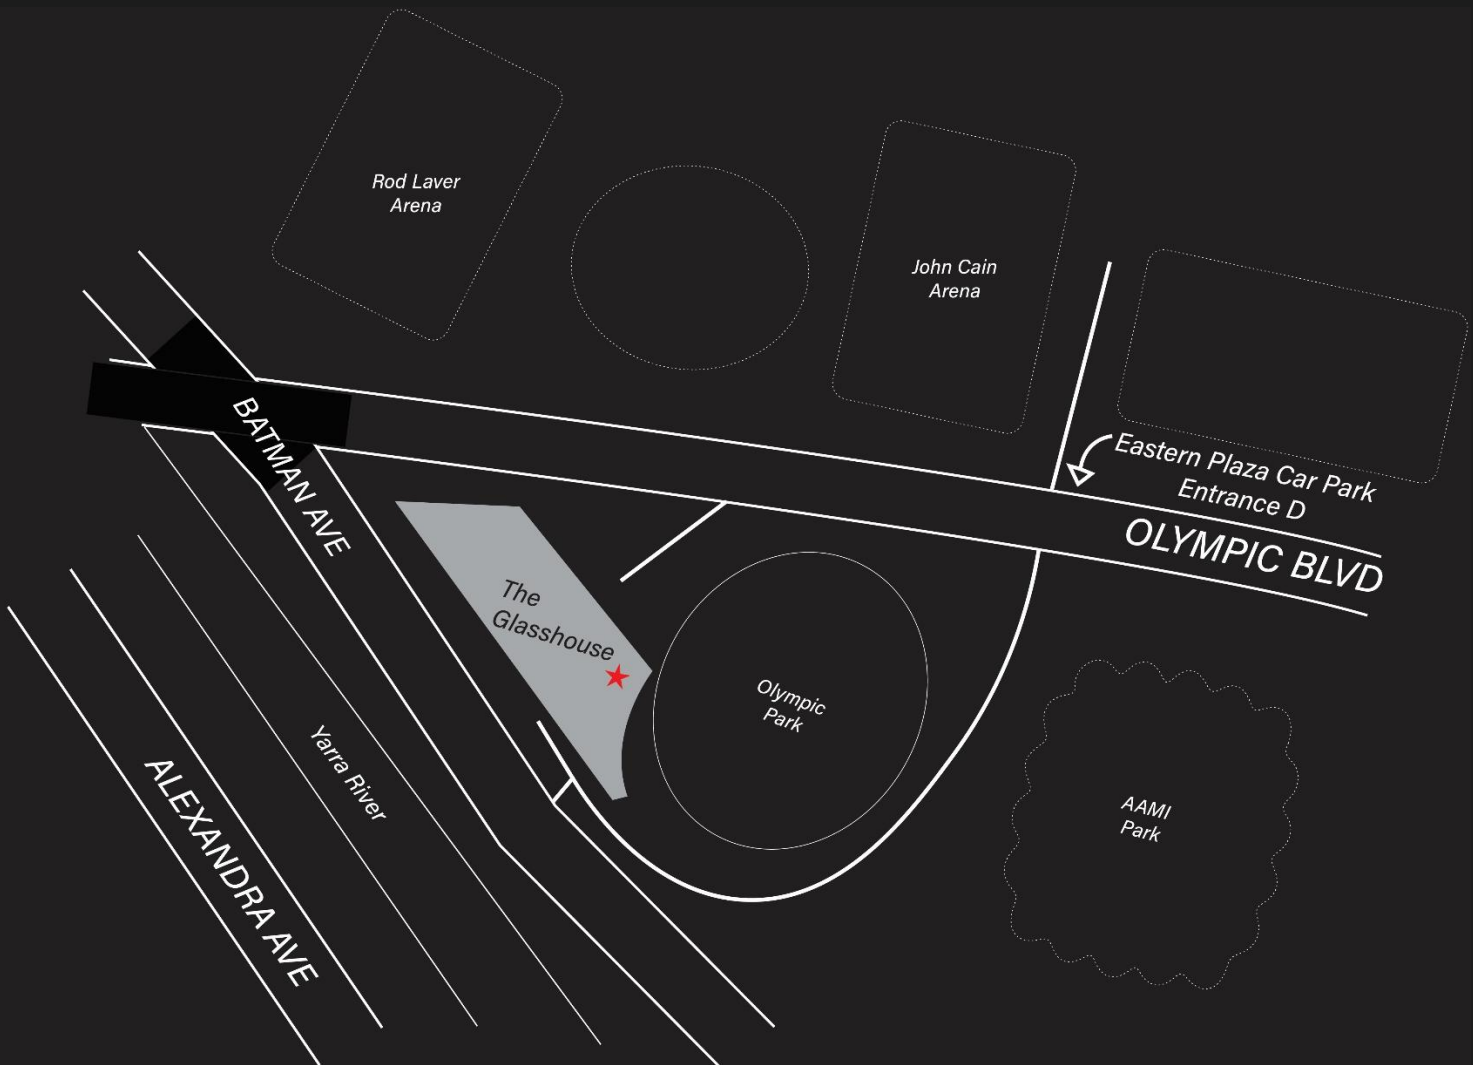 Rod Laver
Arena
John Cain
Arena
BATMAN AVE
Eastern Plaza Car Park
Entrance D
OLYMPIC BLVD
The
Glasshouse
Olympic
Park
Yarra River
ALEXANDRA AVE
AAMI
Park